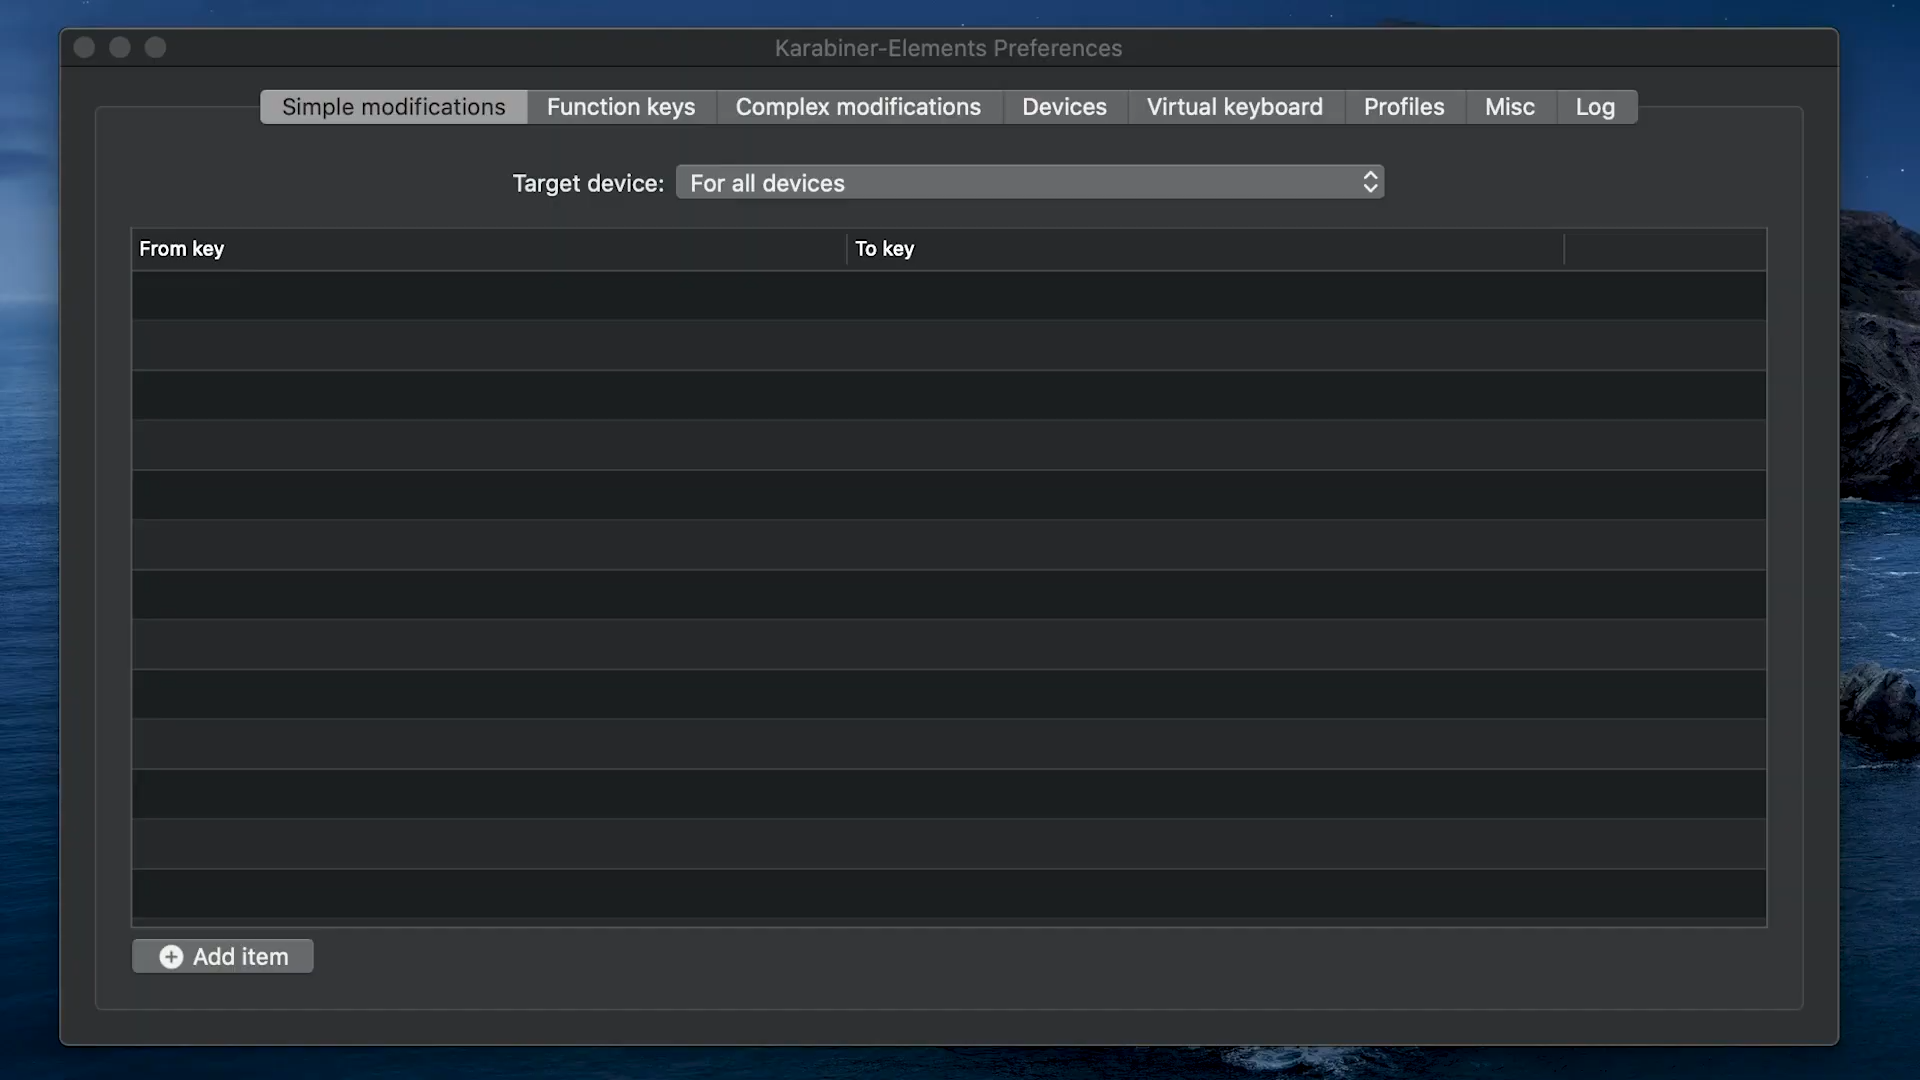 Karabiner-Elements Preferences
Simple modifications Function keys Complex modifications Devices Virtual keyboard Profiles Misc Log
Target device: For all devices
From key To key
Add item